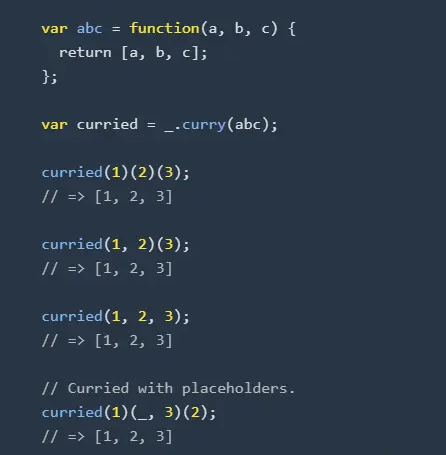 var abc = function(a, b, c) {
  return [a, b, c];
};
var curried = _.curry(abc);
curried(1)(2)(3);
// => [1, 2, 3]
curried(1, 2)(3);
// => [1, 2, 3]
curried(1, 2, 3);
// => [1, 2, 3]
// Curried with placeholders.
curried(1)(_, 3)(2);
// => [1, 2, 3]